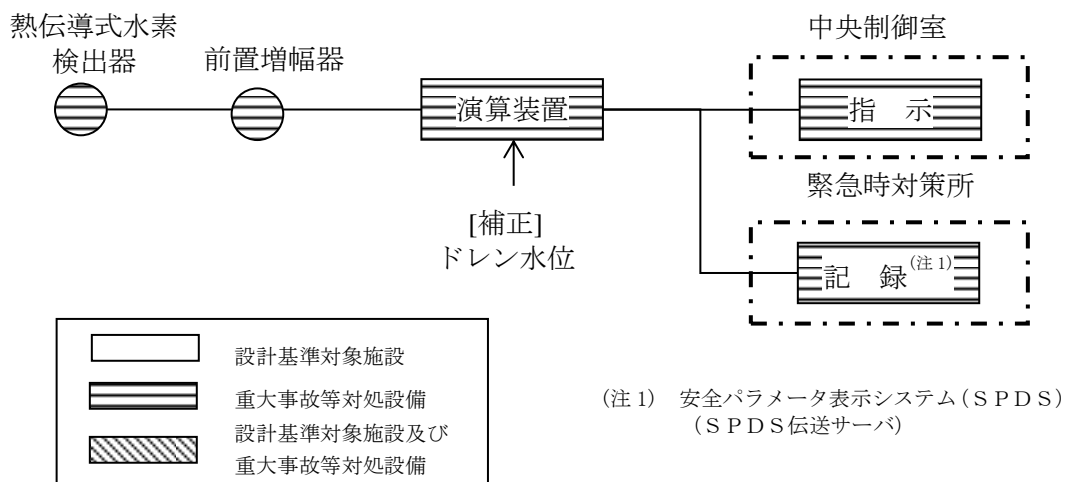 熱伝導式水素
検出器
前置増幅器
演算装置
[補正]
ドレン水位
中央制御室
指　示
緊急時対策所
記　録(注 1)
設計基準対象施設
重大事故等対処設備
設計基準対象施設及び
重大事故等対処設備
(注 1)　安全パラメータ表示システム(ＳＰＤＳ)
(ＳＰＤＳ伝送サーバ)